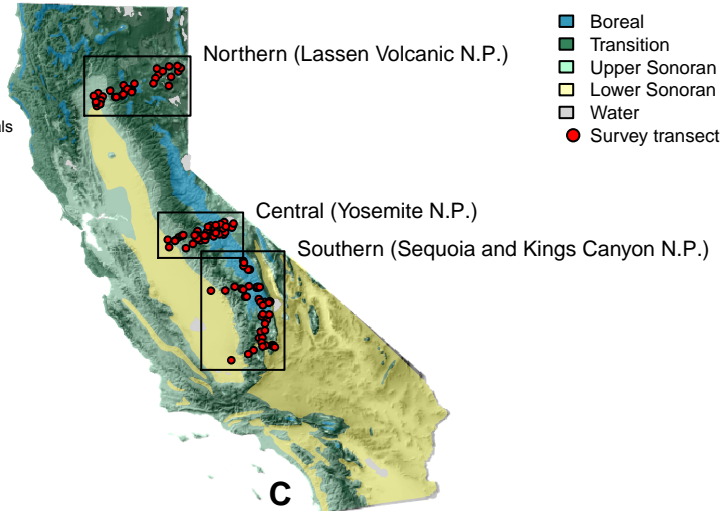 Northern (Lassen Volcanic N.P.)
Central (Yosemite N.P.)
Southern (Sequoia and Kings Canyon N.P.)
Boreal
Transition
Upper Sonoran
Lower Sonoran
Water
Survey transect
C